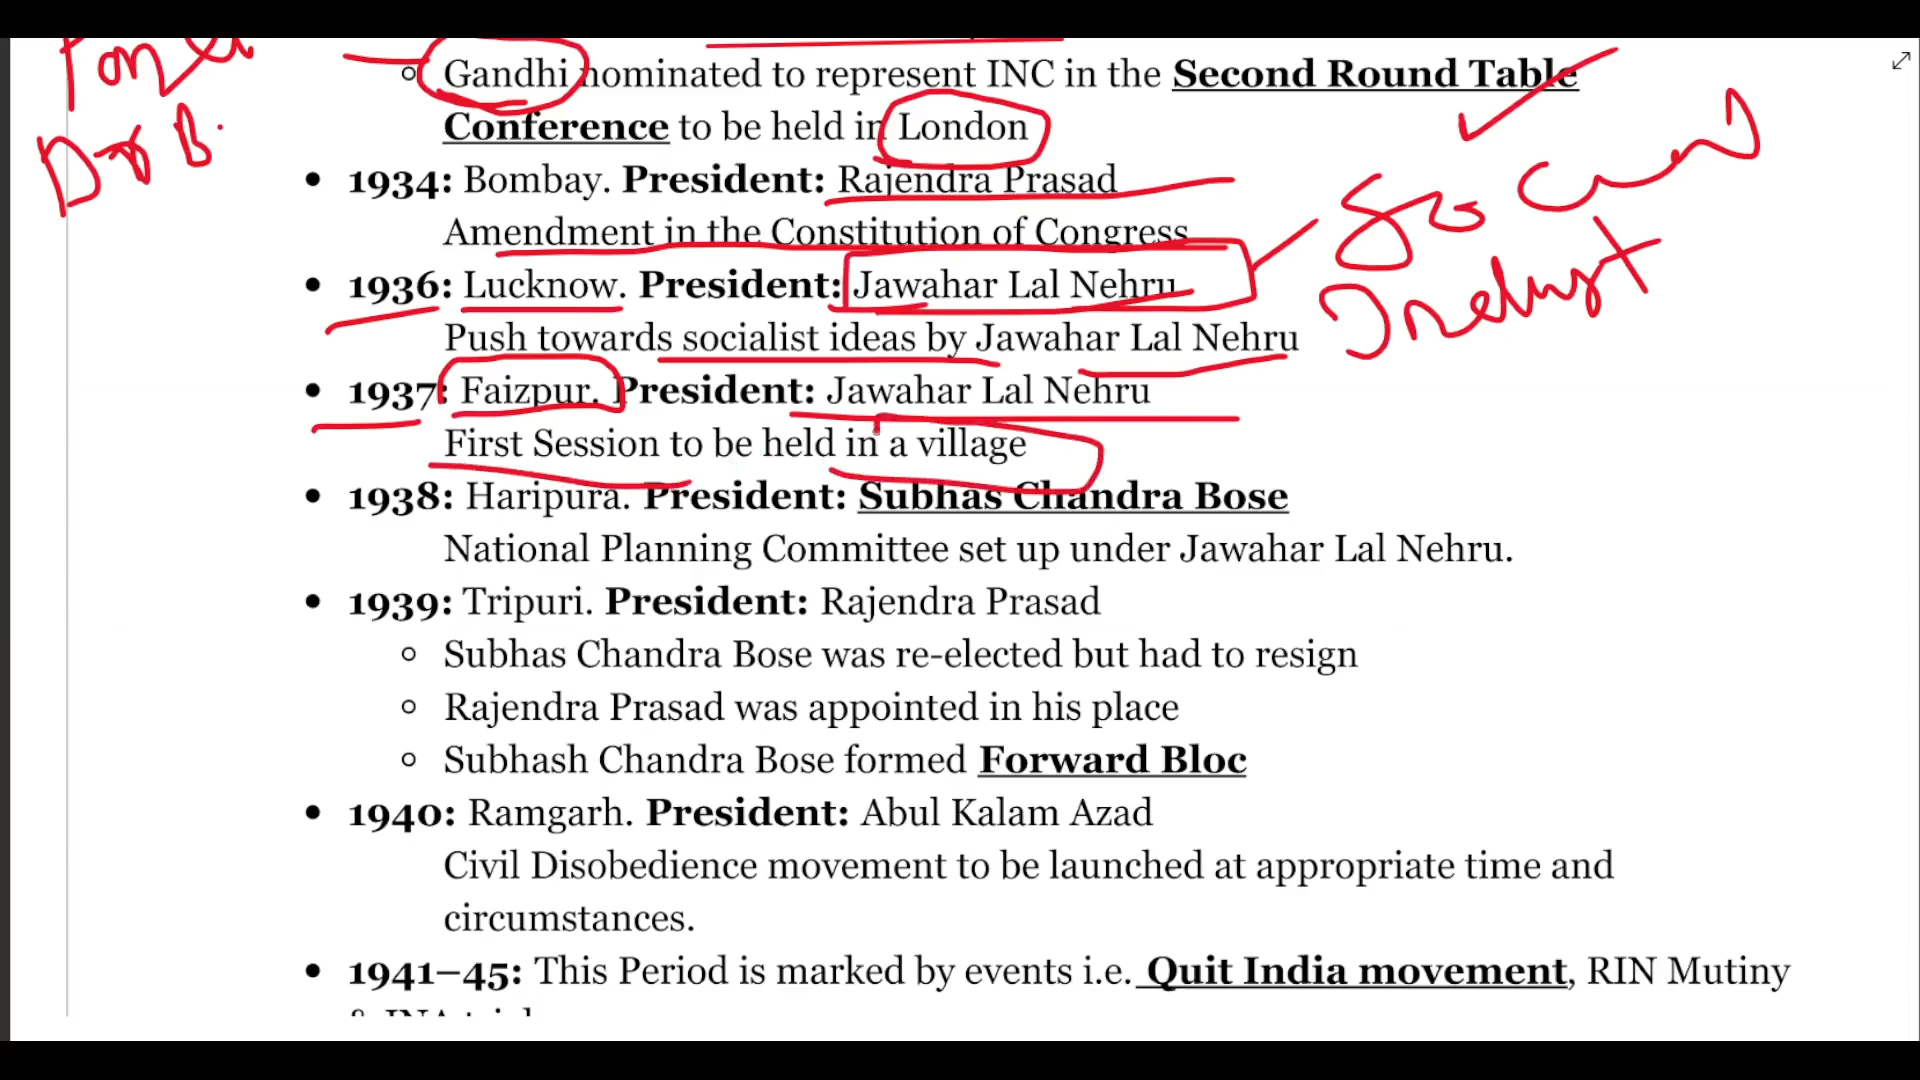 Gandhi nominated to represent INC in the Second Round Table
Conference to be held in London
Dr B.
1934: Bombay. President: Rajendra Prasad
Amendment in the Constitution of Congress
1936: Lucknow. President: Jawahar Lal Nehru
Push towards socialist ideas by Jawahar Lal Nehru
1937: Faizpur. President: Jawahar Lal Nehru
First Session to be held in a village
1938: Haripura. President: Subhas Chandra Bose
National Planning Committee set up under Jawahar Lal Nehru.
1939: Tripuri. President: Rajendra Prasad
Subhas Chandra Bose was re-elected but had to resign
Rajendra Prasad was appointed in his place
Subhash Chandra Bose formed Forward Bloc
1940: Ramgarh. President: Abul Kalam Azad
Civil Disobedience movement to be launched at appropriate time and
circumstances.
1941–45: This Period is marked by events i.e. Quit India movement, RIN Mutiny